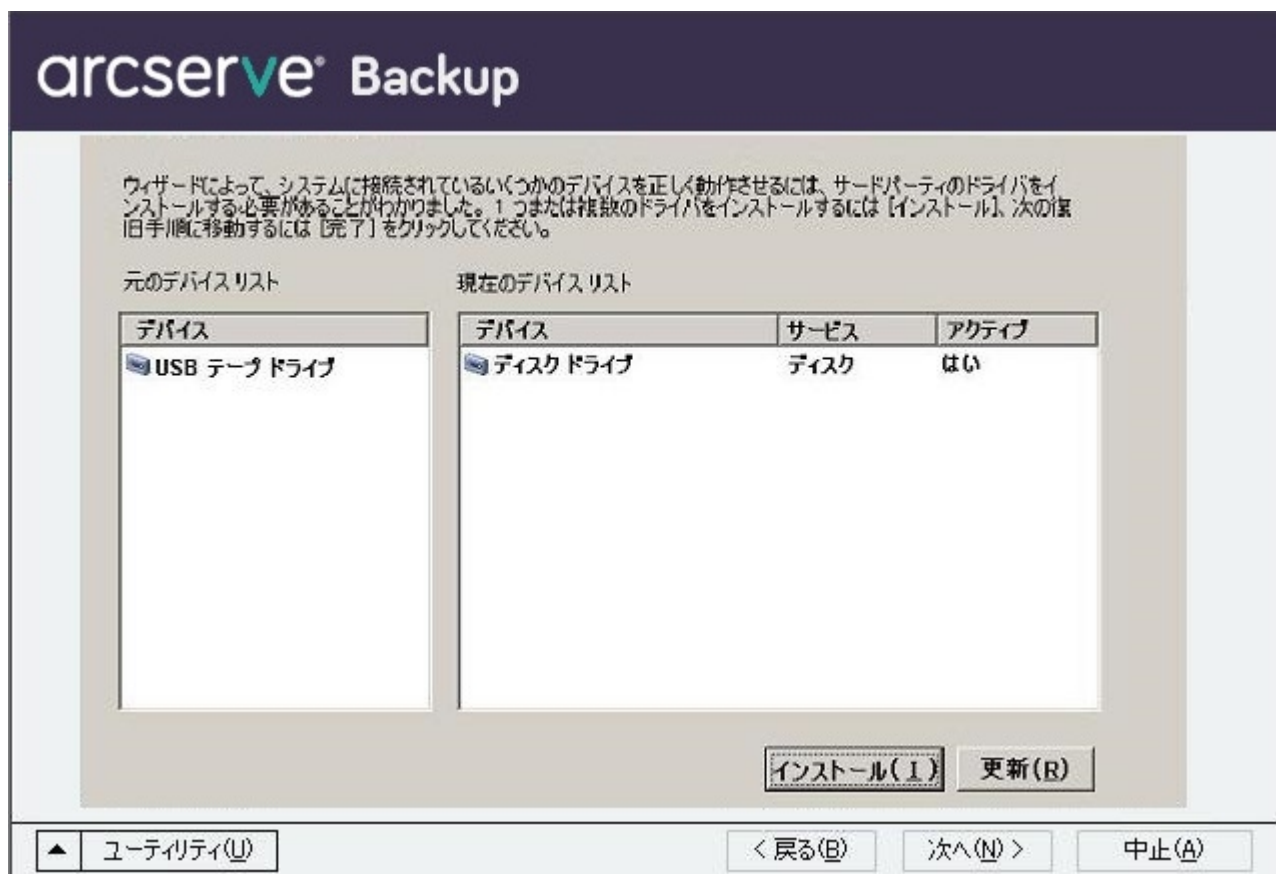 arcserve® Backup
ウィザードによって、システムに接続されているいくつかのデバイスを正しく動作させるには、サードパーティのドライバをイ
ンストールする必要があることがわかりました。1 つまたは複数のドライバをインストールするには [インストール]、次の復
旧手順に移動するには [完了] をクリックしてください。
元のデバイス リスト 現在のデバイス リスト
デバイス デバイス サービス アクティブ
USB テープ ドライブ ディスク ドライブ ディスク はい
インストール(I) 更新(R)
▲ ユーティリティ(U) < 戻る(B) 次へ(N) > 中止(A)